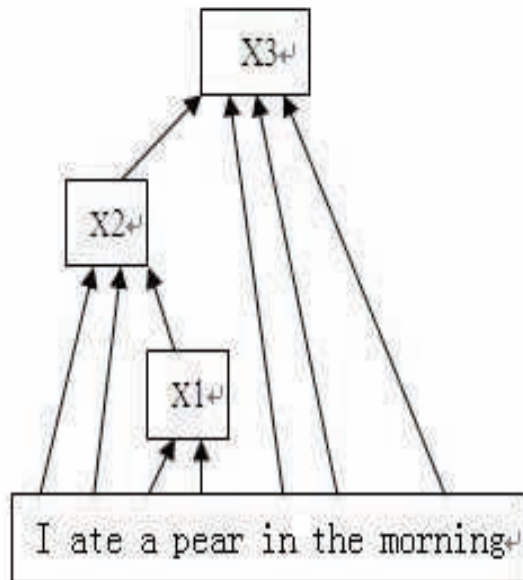 X3↵
X2↵
X1↵
I ate a pear in the morning↵